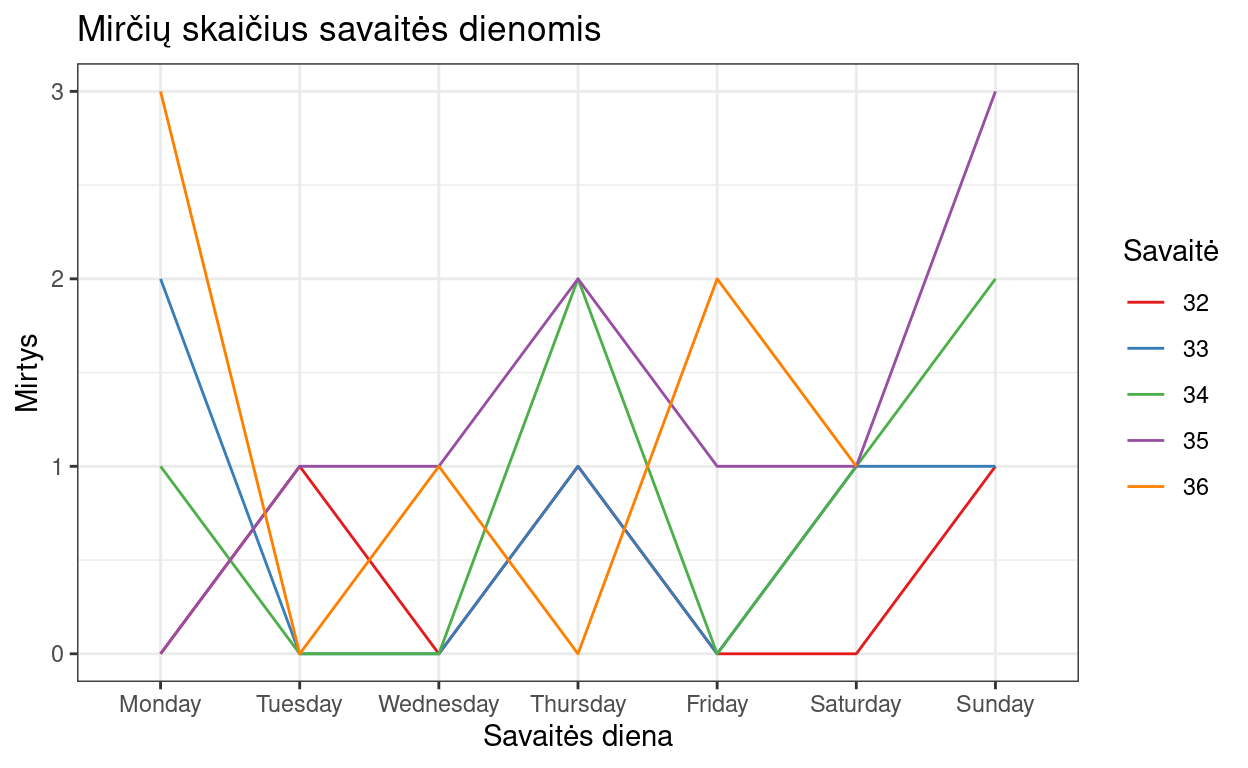 Mirčių skaičius savaitės dienomis
3
2
1
0
Mirtys
Monday Tuesday Wednesday Thursday Friday Saturday Sunday
Savaitės diena
Savaitė
32
33
34
35
36